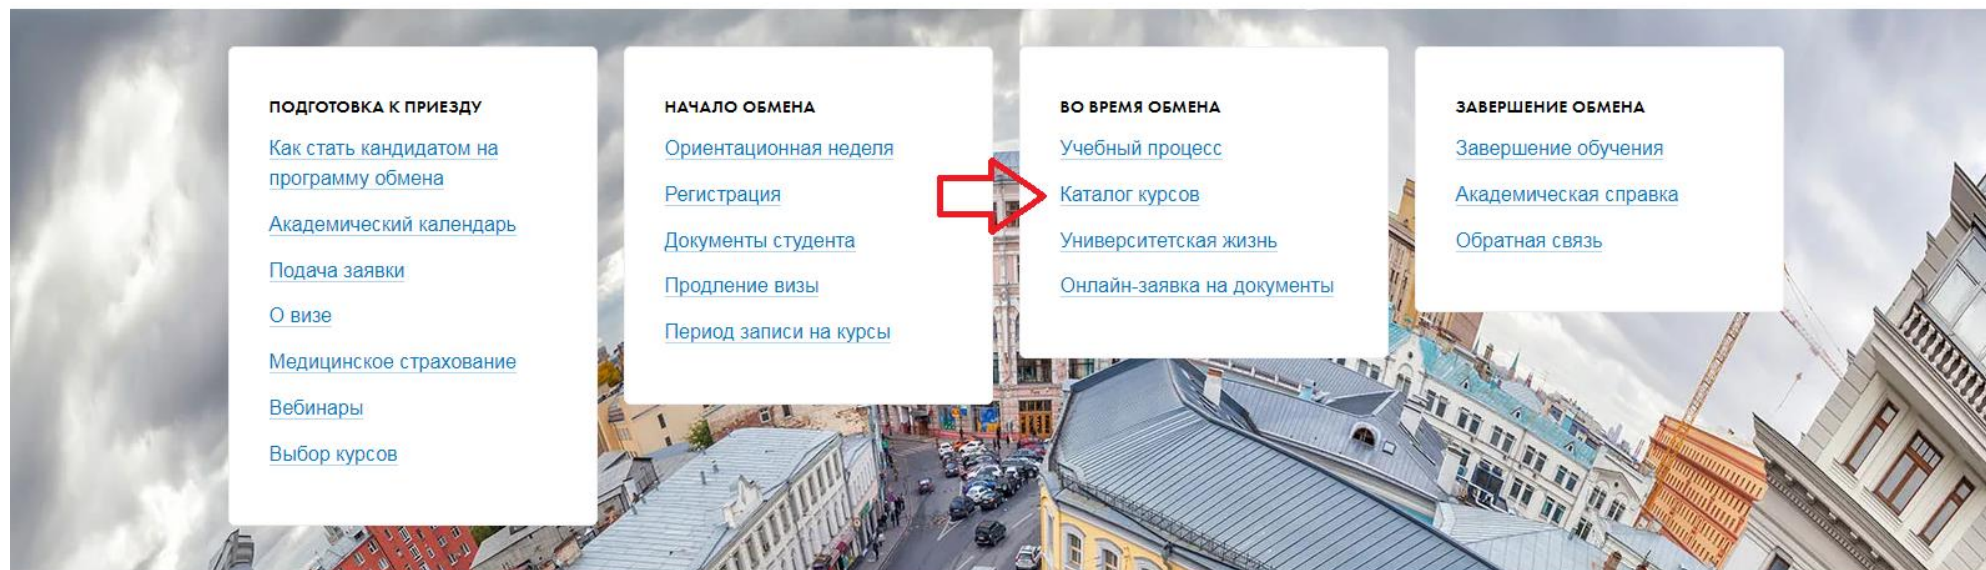 ПОДГОТОВКА К ПРИЕЗДУ
Как стать кандидатом на
программу обмена
Академический календарь
Подача заявки
О визе
Медицинское страхование
Вебинары
Выбор курсов
НАЧАЛО ОБМЕНА
Ориентационная неделя
Регистрация
Документы студента
Продление визы
Период записи на курсы
ВО ВРЕМЯ ОБМЕНА
Учебный процесс
Каталог курсов
Университетская жизнь
Онлайн-заявка на документы
ЗАВЕРШЕНИЕ ОБМЕНА
Завершение обучения
Академическая справка
Обратная связь